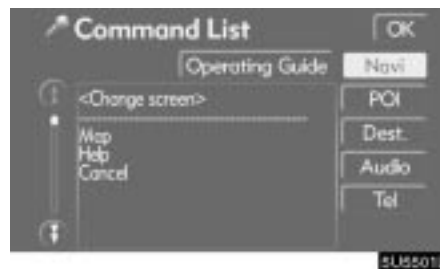 Command List
OK
Operating Guide
Navi
<Change screen>
POI
Map
Dest.
Help
Cancel
Audio
Tel
5U5501